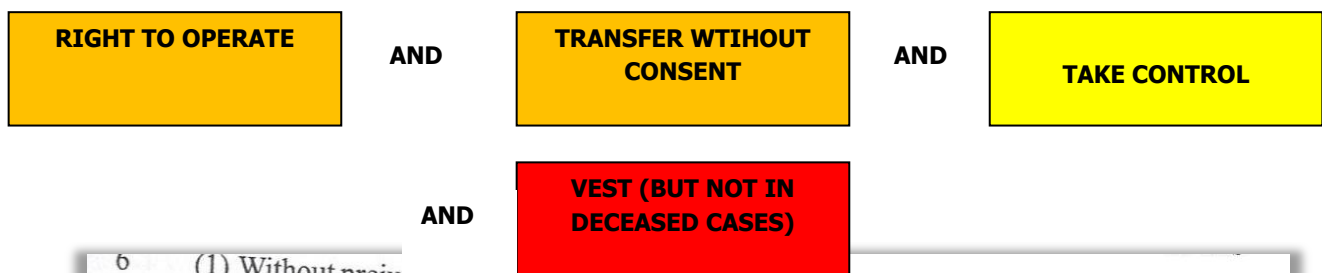 RIGHT TO OPERATE
AND
TRANSFER WTIHOUT
CONSENT
AND
TAKE CONTROL
AND
VEST (BUT NOT IN
DECEASED CASES)
6 (1) Without